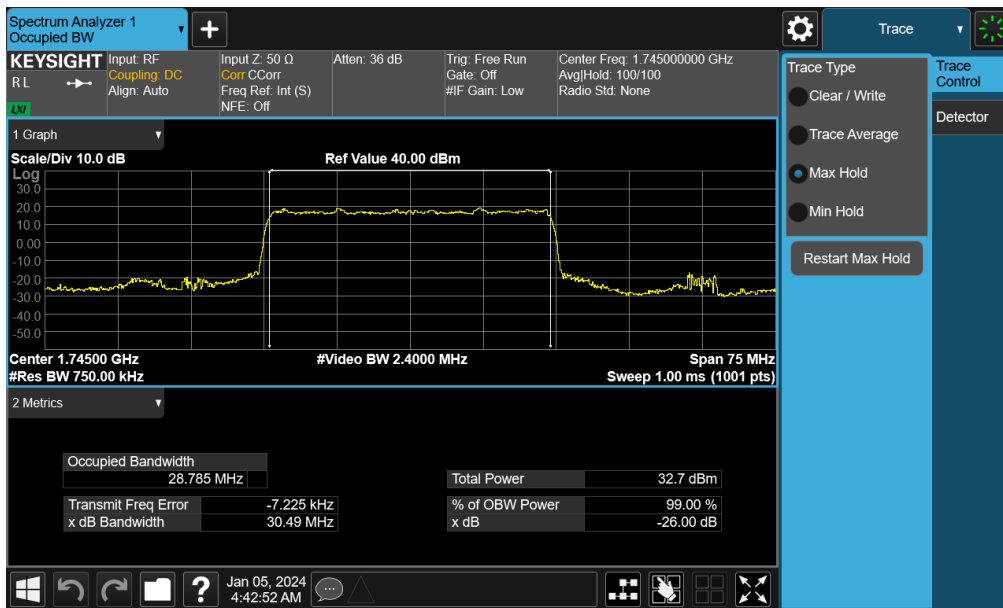 Spectrum Analyzer 1
Occupied BW
+
Trace
KEYSIGHT
R L
LXI
Input: RF
Coupling: DC
Align: Auto
Input Z: 50 Ω
Corr CCorr
Freq Ref: Int (S)
NFE: Off
Atten: 36 dB
Trig: Free Run
Gate: Off
#IF Gain: Low
Center Freq: 1.745000000 GHz
Avg|Hold: 100/100
Radio Std: None
Trace Type
Clear / Write
Trace Average
Max Hold
Min Hold
Restart Max Hold
Trace
Control
Detector
1 Graph
Scale/Div 10.0 dB
Ref Value 40.00 dBm
Log
30.0
20.0
10.0
0.00
-10.0
-20.0
-30.0
-40.0
-50.0
Center 1.74500 GHz
#Video BW 2.4000 MHz
Span 75 MHz
#Res BW 750.00 kHz
Sweep 1.00 ms (1001 pts)
2 Metrics
Occupied Bandwidth
28.785 MHz
Total Power 32.7 dBm
Transmit Freq Error -7.225 kHz
% of OBW Power 99.00 %
x dB Bandwidth 30.49 MHz
x dB -26.00 dB
?
Jan 05, 2024
4:42:52 AM